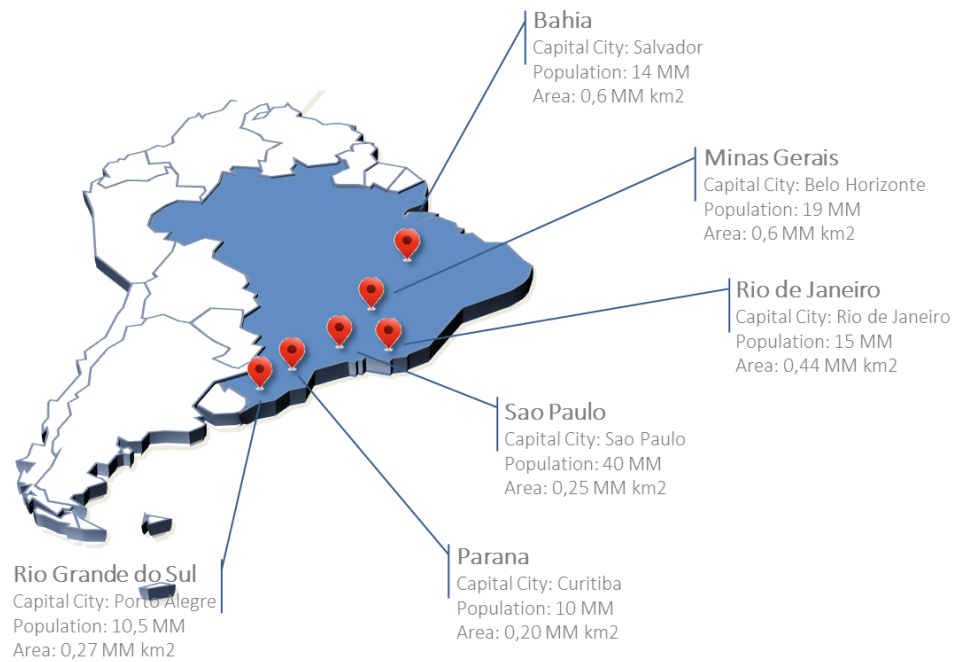 Bahia
Capital City: Salvador
Population: 14 MM
Area: 0,6 MM km2
Minas Gerais
Capital City: Belo Horizonte
Population: 19 MM
Area: 0,6 MM km2
Rio de Janeiro
Capital City: Rio de Janeiro
Population: 15 MM
Area: 0,44 MM km2
Sao Paulo
Capital City: Sao Paulo
Population: 40 MM
Area: 0,25 MM km2
Parana
Capital City: Curitiba
Population: 10 MM
Area: 0,20 MM km2
Rio Grande do Sul
Capital City: Porto Alegre
Population: 10,5 MM
Area: 0,27 MM km2